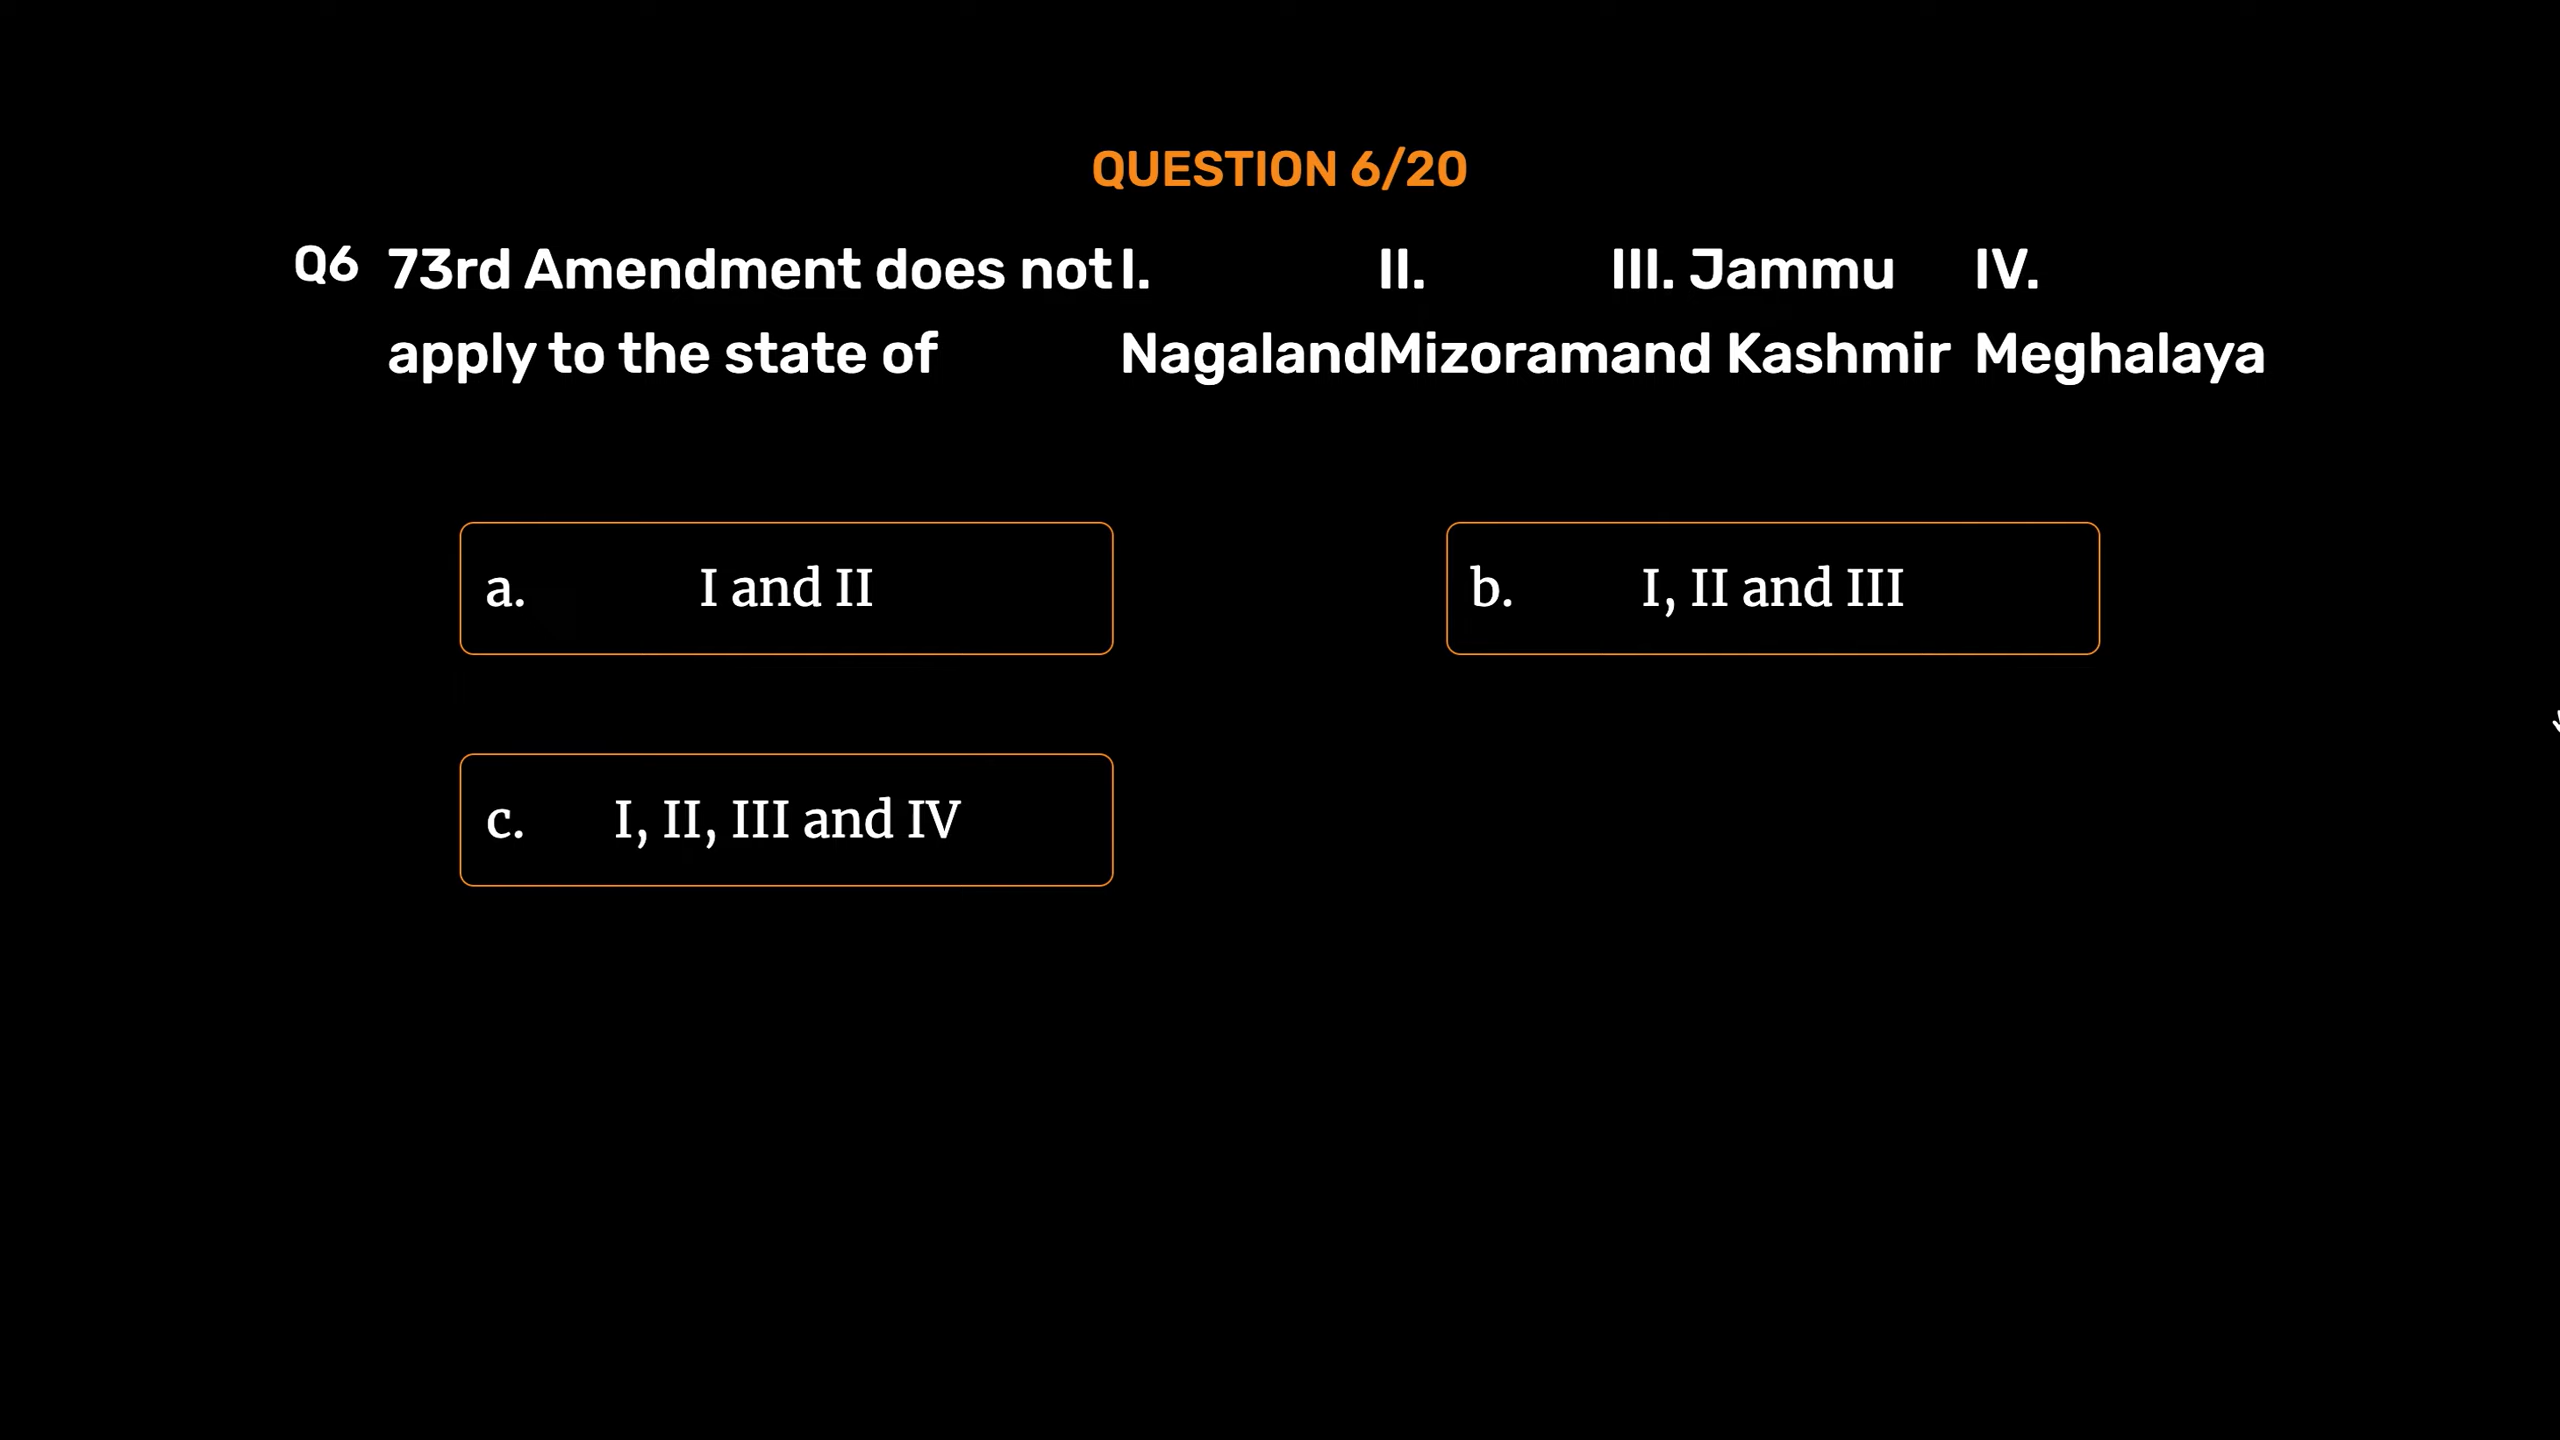 QUESTION 6/20
Q6 73rd Amendment does not I. II. III. Jammu IV.
apply to the state of Nagaland Mizoram and Kashmir Meghalaya
a. I and II
b. I, II and III
c. I, II, III and IV